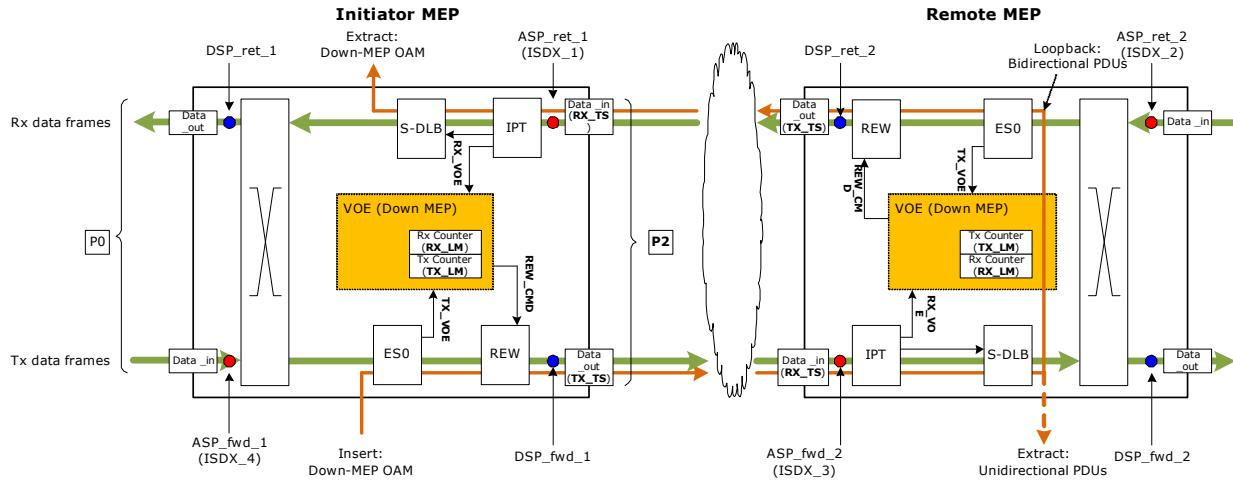 Initiator MEP
Remote MEP
Extract:
Down-MEP OAM
ASP_ret_1
(ISDX_1)
DSP_ret_1
DSP_ret_2
Loopback:
Bidirectional PDUs
ASP_ret_2
(ISDX_2)
Rx data frames
Data
_out
S-DLB
IPT
Data _in
(RX_TS
)
Data
_out
(TX_TS)
REW
ES0
Data _in
RX_VOE
REW_CM
D
TX_VOE
VOE (Down MEP)
Rx Counter
(RX_LM)
Tx Counter
(TX_LM)
VOE (Down MEP)
Tx Counter
(TX_LM)
Rx Counter
(RX_LM)
P0
P2
TX_VOE
REW_CMD
RX_VO
E
Tx data frames
Data _in
ES0
REW
Data
_out
(TX_TS)
Data _in
(RX_TS)
IPT
S-DLB
Data
_out
ASP_fwd_1
(ISDX_4)
Insert:
Down-MEP OAM
DSP_fwd_1
ASP_fwd_2
(ISDX_3)
Extract:
Unidirectional PDUs
DSP_fwd_2